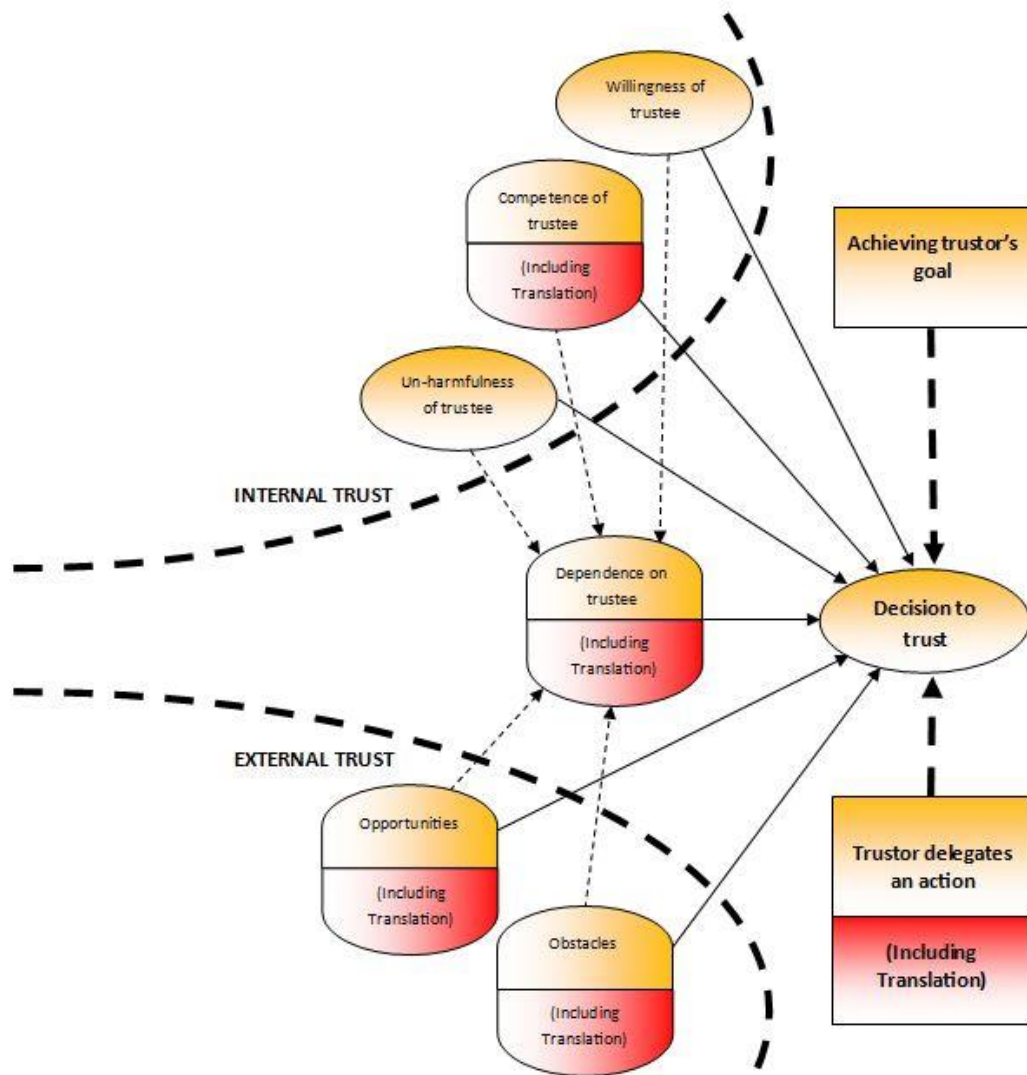 Willingness of
trustee
Competence of
trustee
(Including
Translation)
Achieving trustor’s
goal
Un-harmfulness
of trustee
INTERNAL TRUST
Dependence on
trustee
(Including
Translation)
Decision to
trust
EXTERNAL TRUST
Opportunities
(Including
Translation)
Trustor delegates
an action
(Including
Translation)
Obstacles
(Including
Translation)